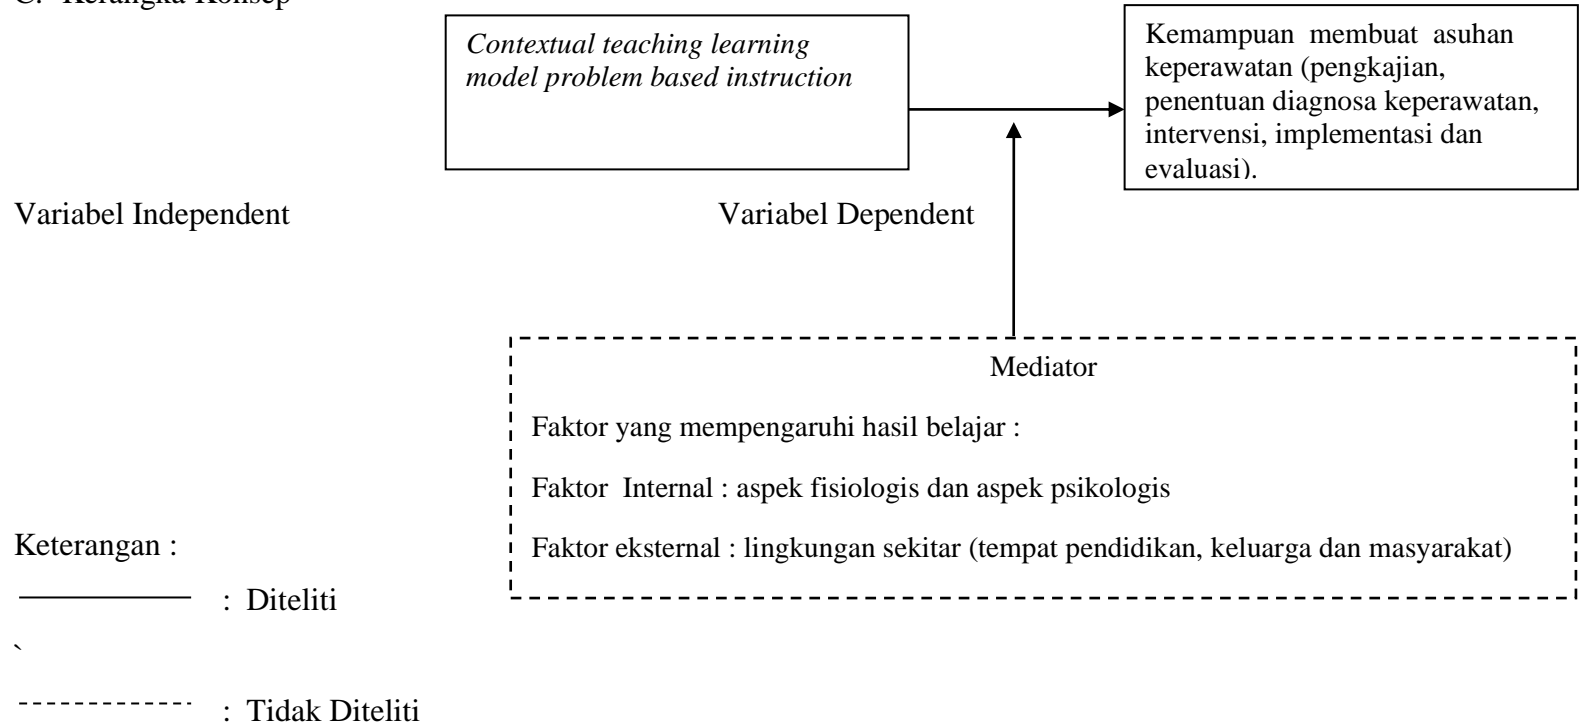 C. Kerangka Konsep
Contextual teaching learning
model problem based instruction
Kemampuan membuat asuhan
keperawatan (pengkajian,
penentuan diagnosa keperawatan,
intervensi, implementasi dan
evaluasi).
Variabel Independent
Variabel Dependent
Mediator
Faktor yang mempengaruhi hasil belajar :
Faktor Internal : aspek fisiologis dan aspek psikologis
Faktor eksternal : lingkungan sekitar (tempat pendidikan, keluarga dan masyarakat)
Keterangan :
: Diteliti
`
: Tidak Diteliti